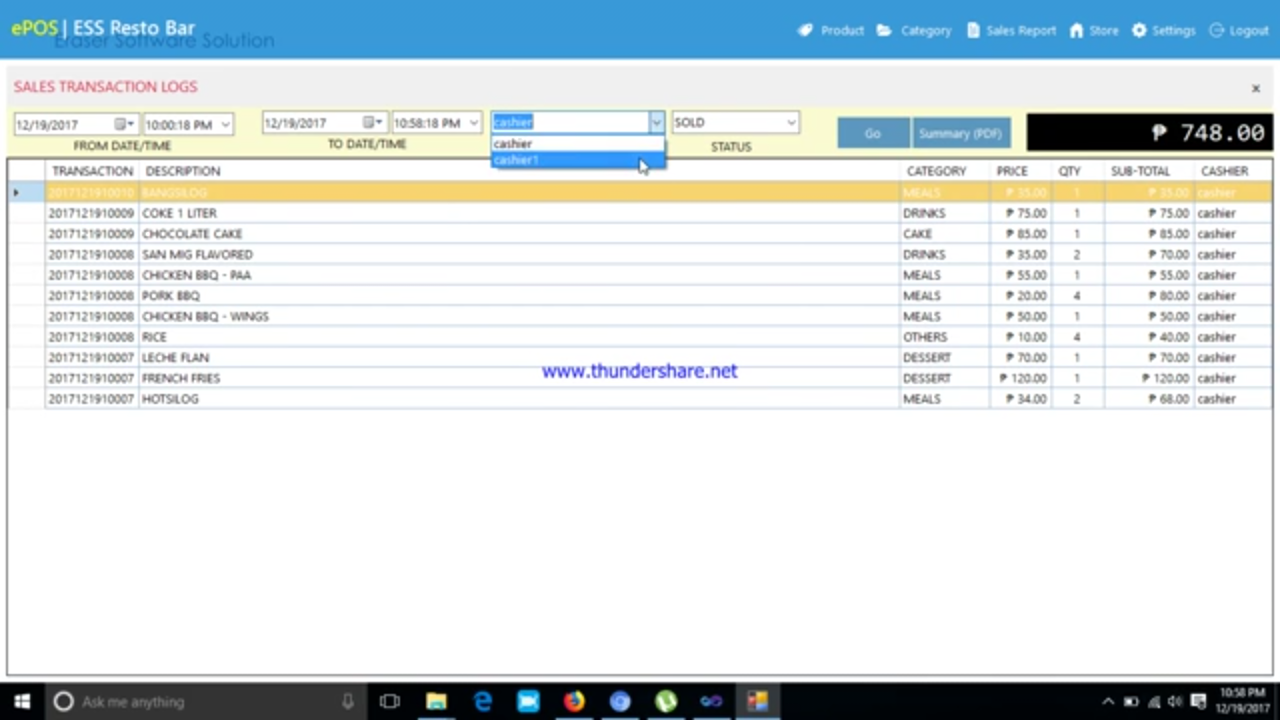 ePOS | ESS Resto Bar
Eraser Software Solution
Product Category Sales Report Store Settings Logout
SALES TRANSACTION LOGS
12/19/2017 10:00:18 PM 12/19/2017 10:58:18 PM cashier SOLD
FROM DATE/TIME TO DATE/TIME STATUS
cashier
cashier1
Go Summary (PDF) ₱ 748.00
TRANSACTION DESCRIPTION CATEGORY PRICE QTY SUB-TOTAL CASHIER
2017121910010 BANGSILOG MEALS ₱ 35.00 1 ₱ 35.00 cashier
2017121910009 COKE 1 LITER DRINKS ₱ 75.00 1 ₱ 75.00 cashier
2017121910009 CHOCOLATE CAKE CAKE ₱ 85.00 1 ₱ 85.00 cashier
2017121910008 SAN MIG FLAVORED DRINKS ₱ 35.00 2 ₱ 70.00 cashier
2017121910008 CHICKEN BBQ - PAA MEALS ₱ 55.00 1 ₱ 55.00 cashier
2017121910008 PORK BBQ MEALS ₱ 20.00 4 ₱ 80.00 cashier
2017121910008 CHICKEN BBQ - WINGS MEALS ₱ 50.00 1 ₱ 50.00 cashier
2017121910008 RICE OTHERS ₱ 10.00 4 ₱ 40.00 cashier
2017121910007 LECHE FLAN DESSERT ₱ 70.00 1 ₱ 70.00 cashier
2017121910007 FRENCH FRIES DESSERT ₱ 120.00 1 ₱ 120.00 cashier
2017121910007 HOTSILOG MEALS ₱ 34.00 2 ₱ 68.00 cashier
www.thundershare.net
Ask me anything
10:58 PM
12/19/2017